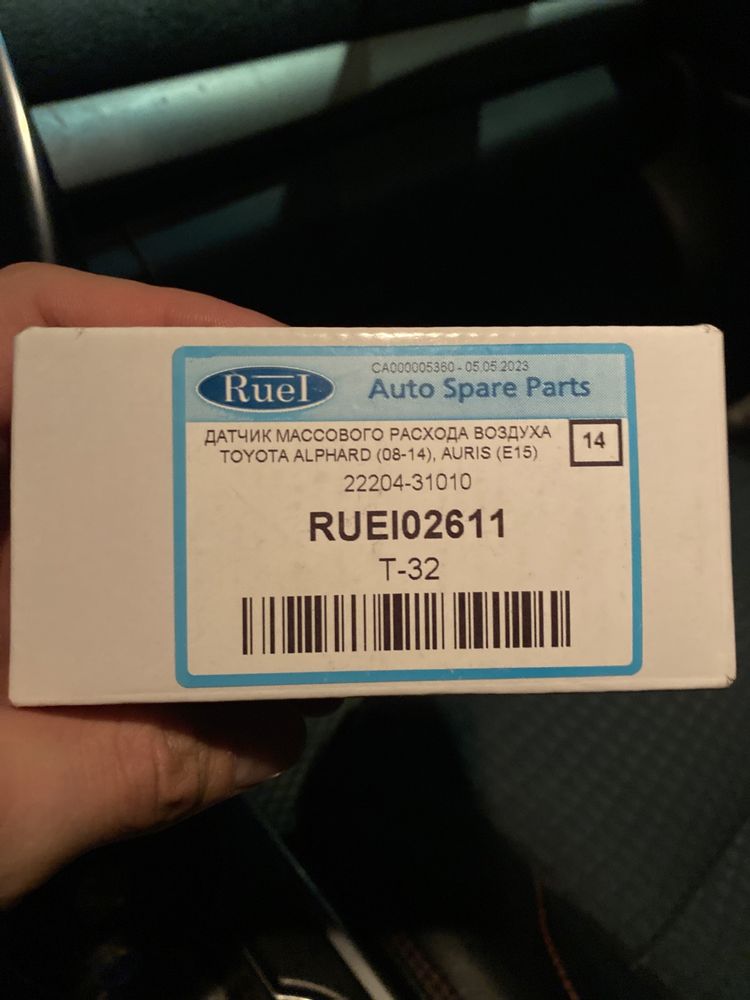 RueI
CA000005360 - 05.05.2023
Auto Spare Parts
ДАТЧИК МАССОВОГО РАСХОДА ВОЗДУХА
TOYOTA ALPHARD (08-14), AURIS (E15)
14
22204-31010
RUEI02611
T-32